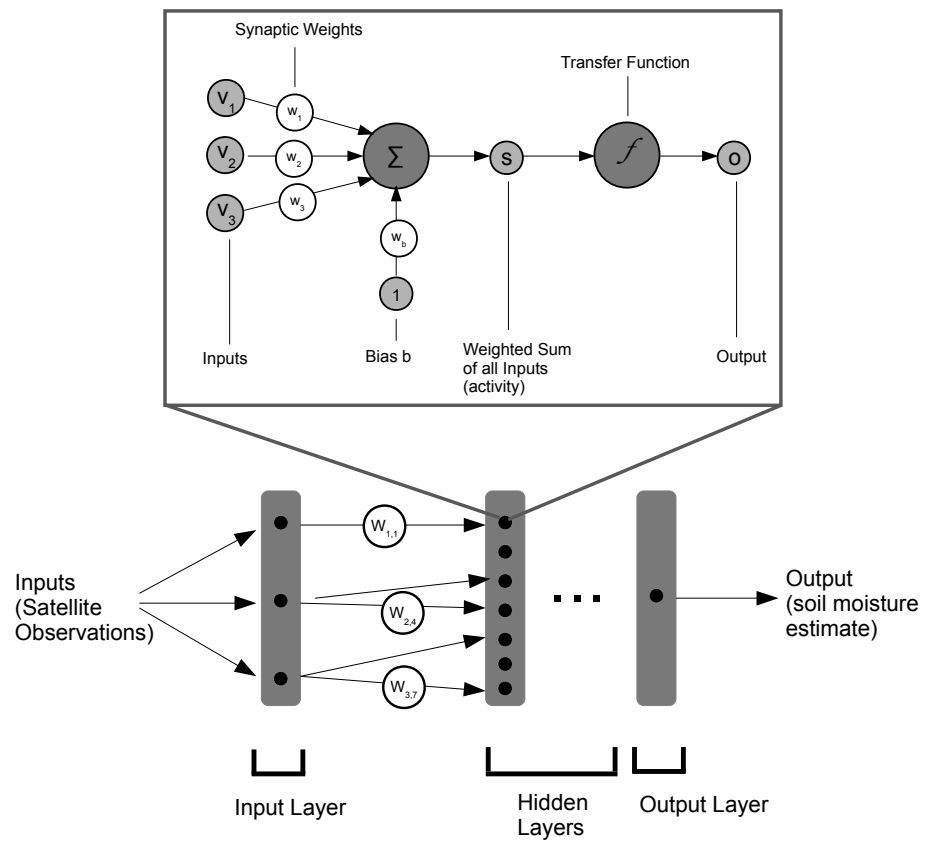 Synaptic Weights
Transfer Function
V1
w1
V2
w2
Σ
s
f
o
V3
w3
wb
1
Inputs
Bias b
Weighted Sum
of all Inputs
(activity)
Output
W1,1
Inputs
(Satellite
Observations)
W2,4
. . .
Output
(soil moisture
estimate)
W3,7
Input Layer
Hidden
Layers
Output Layer